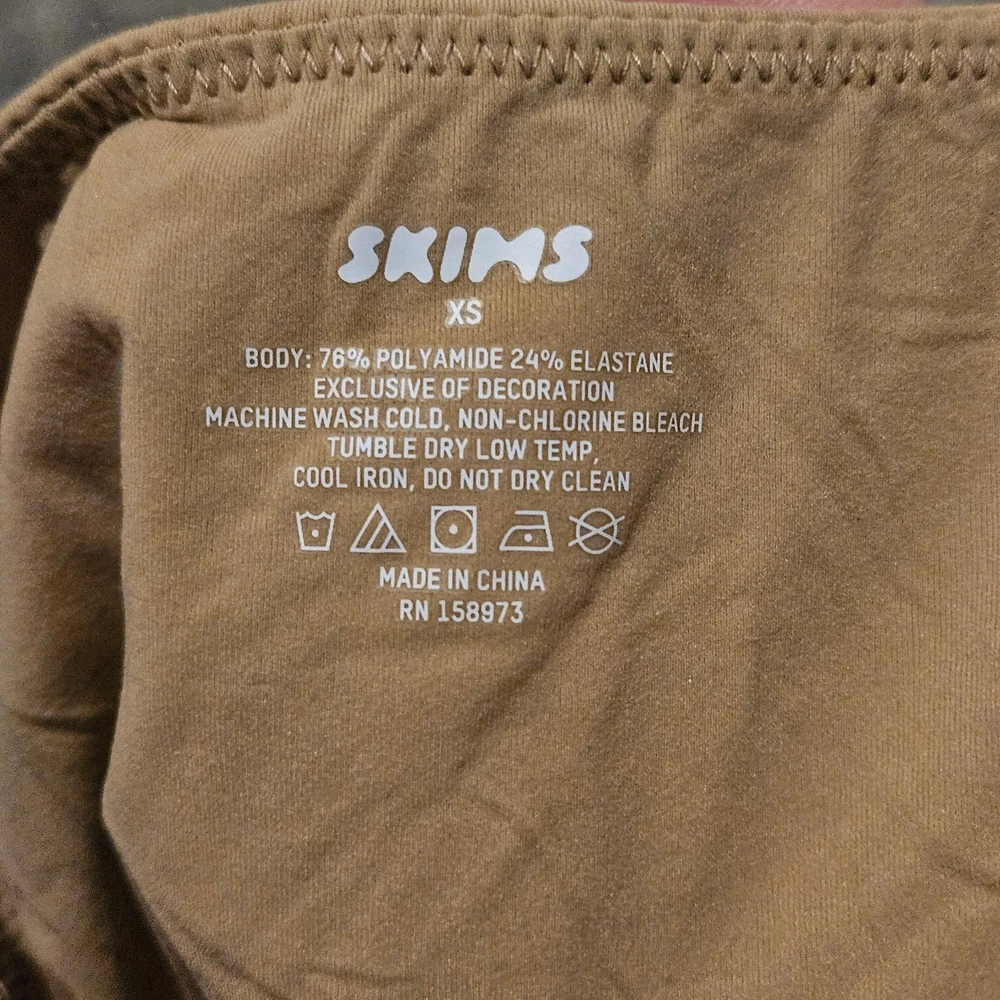 SKIMS
XS
BODY: 76% POLYAMIDE 24% ELASTANE
EXCLUSIVE OF DECORATION
MACHINE WASH COLD, NON-CHLORINE BLEACH
TUMBLE DRY LOW TEMP,
COOL IRON, DO NOT DRY CLEAN
MADE IN CHINA
RN 158973